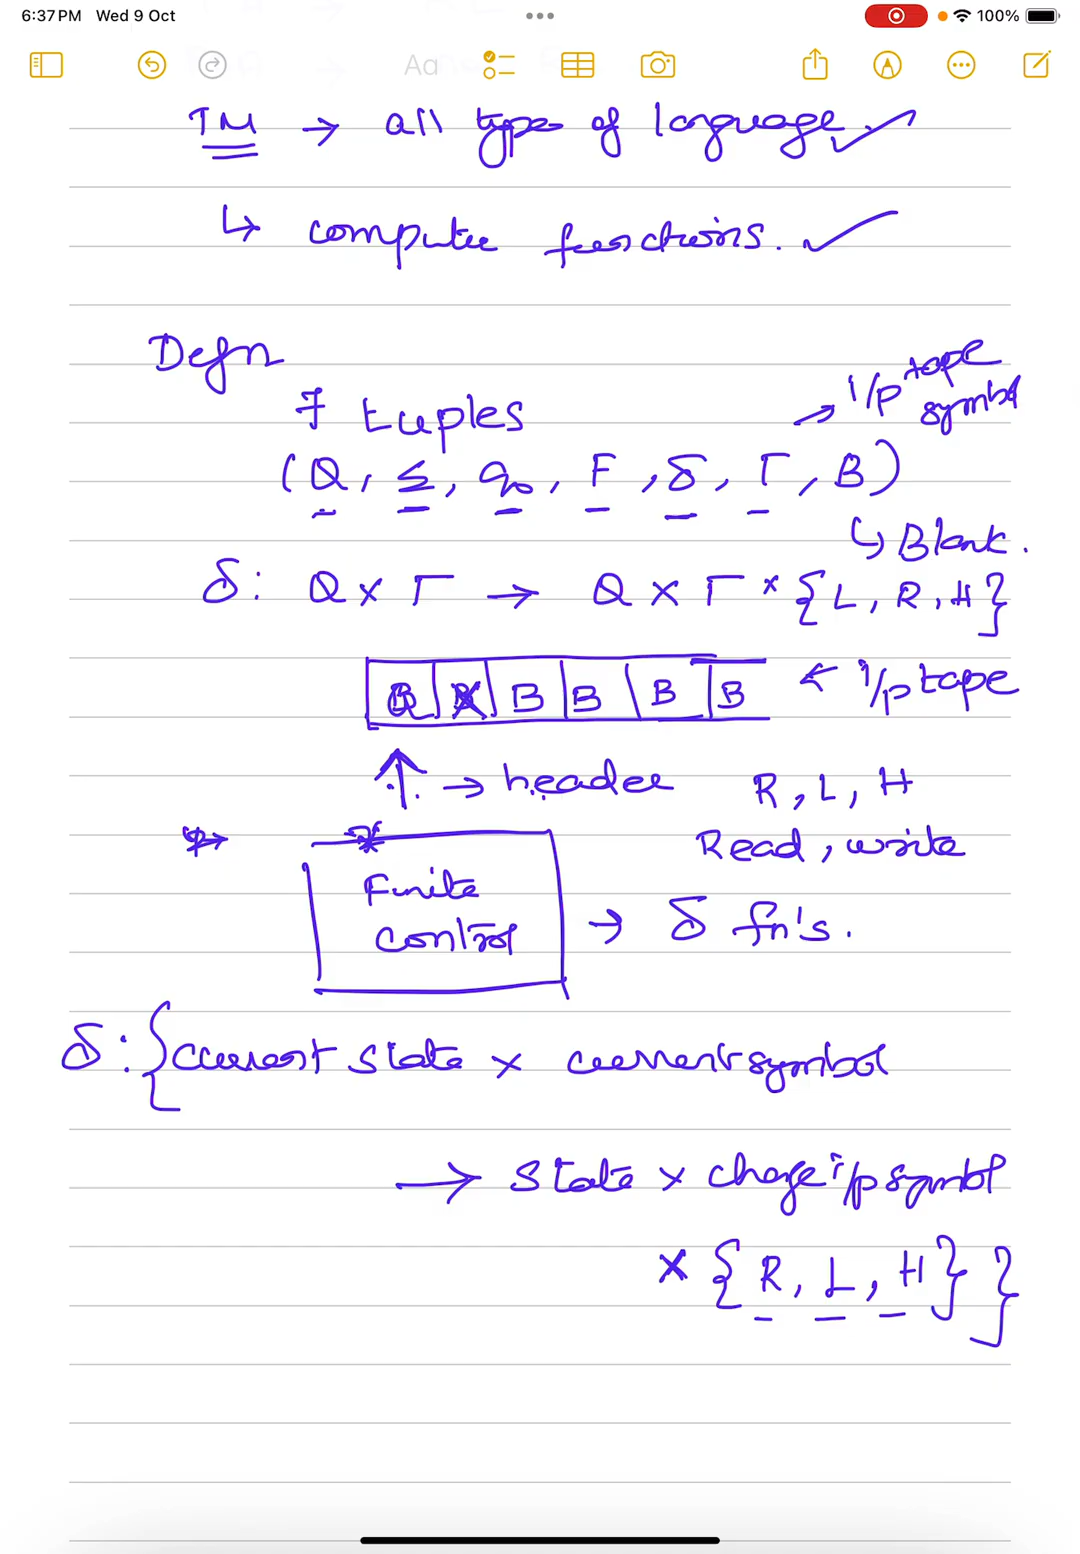 6:37 PM Wed 9 Oct
100%
Aa
TM → all type of language ✓
↳ compute functions. ✓
Defn
7 tuples
→ i/p tape symbol
(Q, Σ, q0, F, δ, Γ, B)
↳ Blank.
δ: Q × Γ → Q × Γ × {L, R, H}
B B B B B ← i/p tape
↑ → header R, L, H
Read, write
Finite
control → δ fn's.
δ: {current state × current symbol
→ State × change i/p symbol
× {R, L, H} }